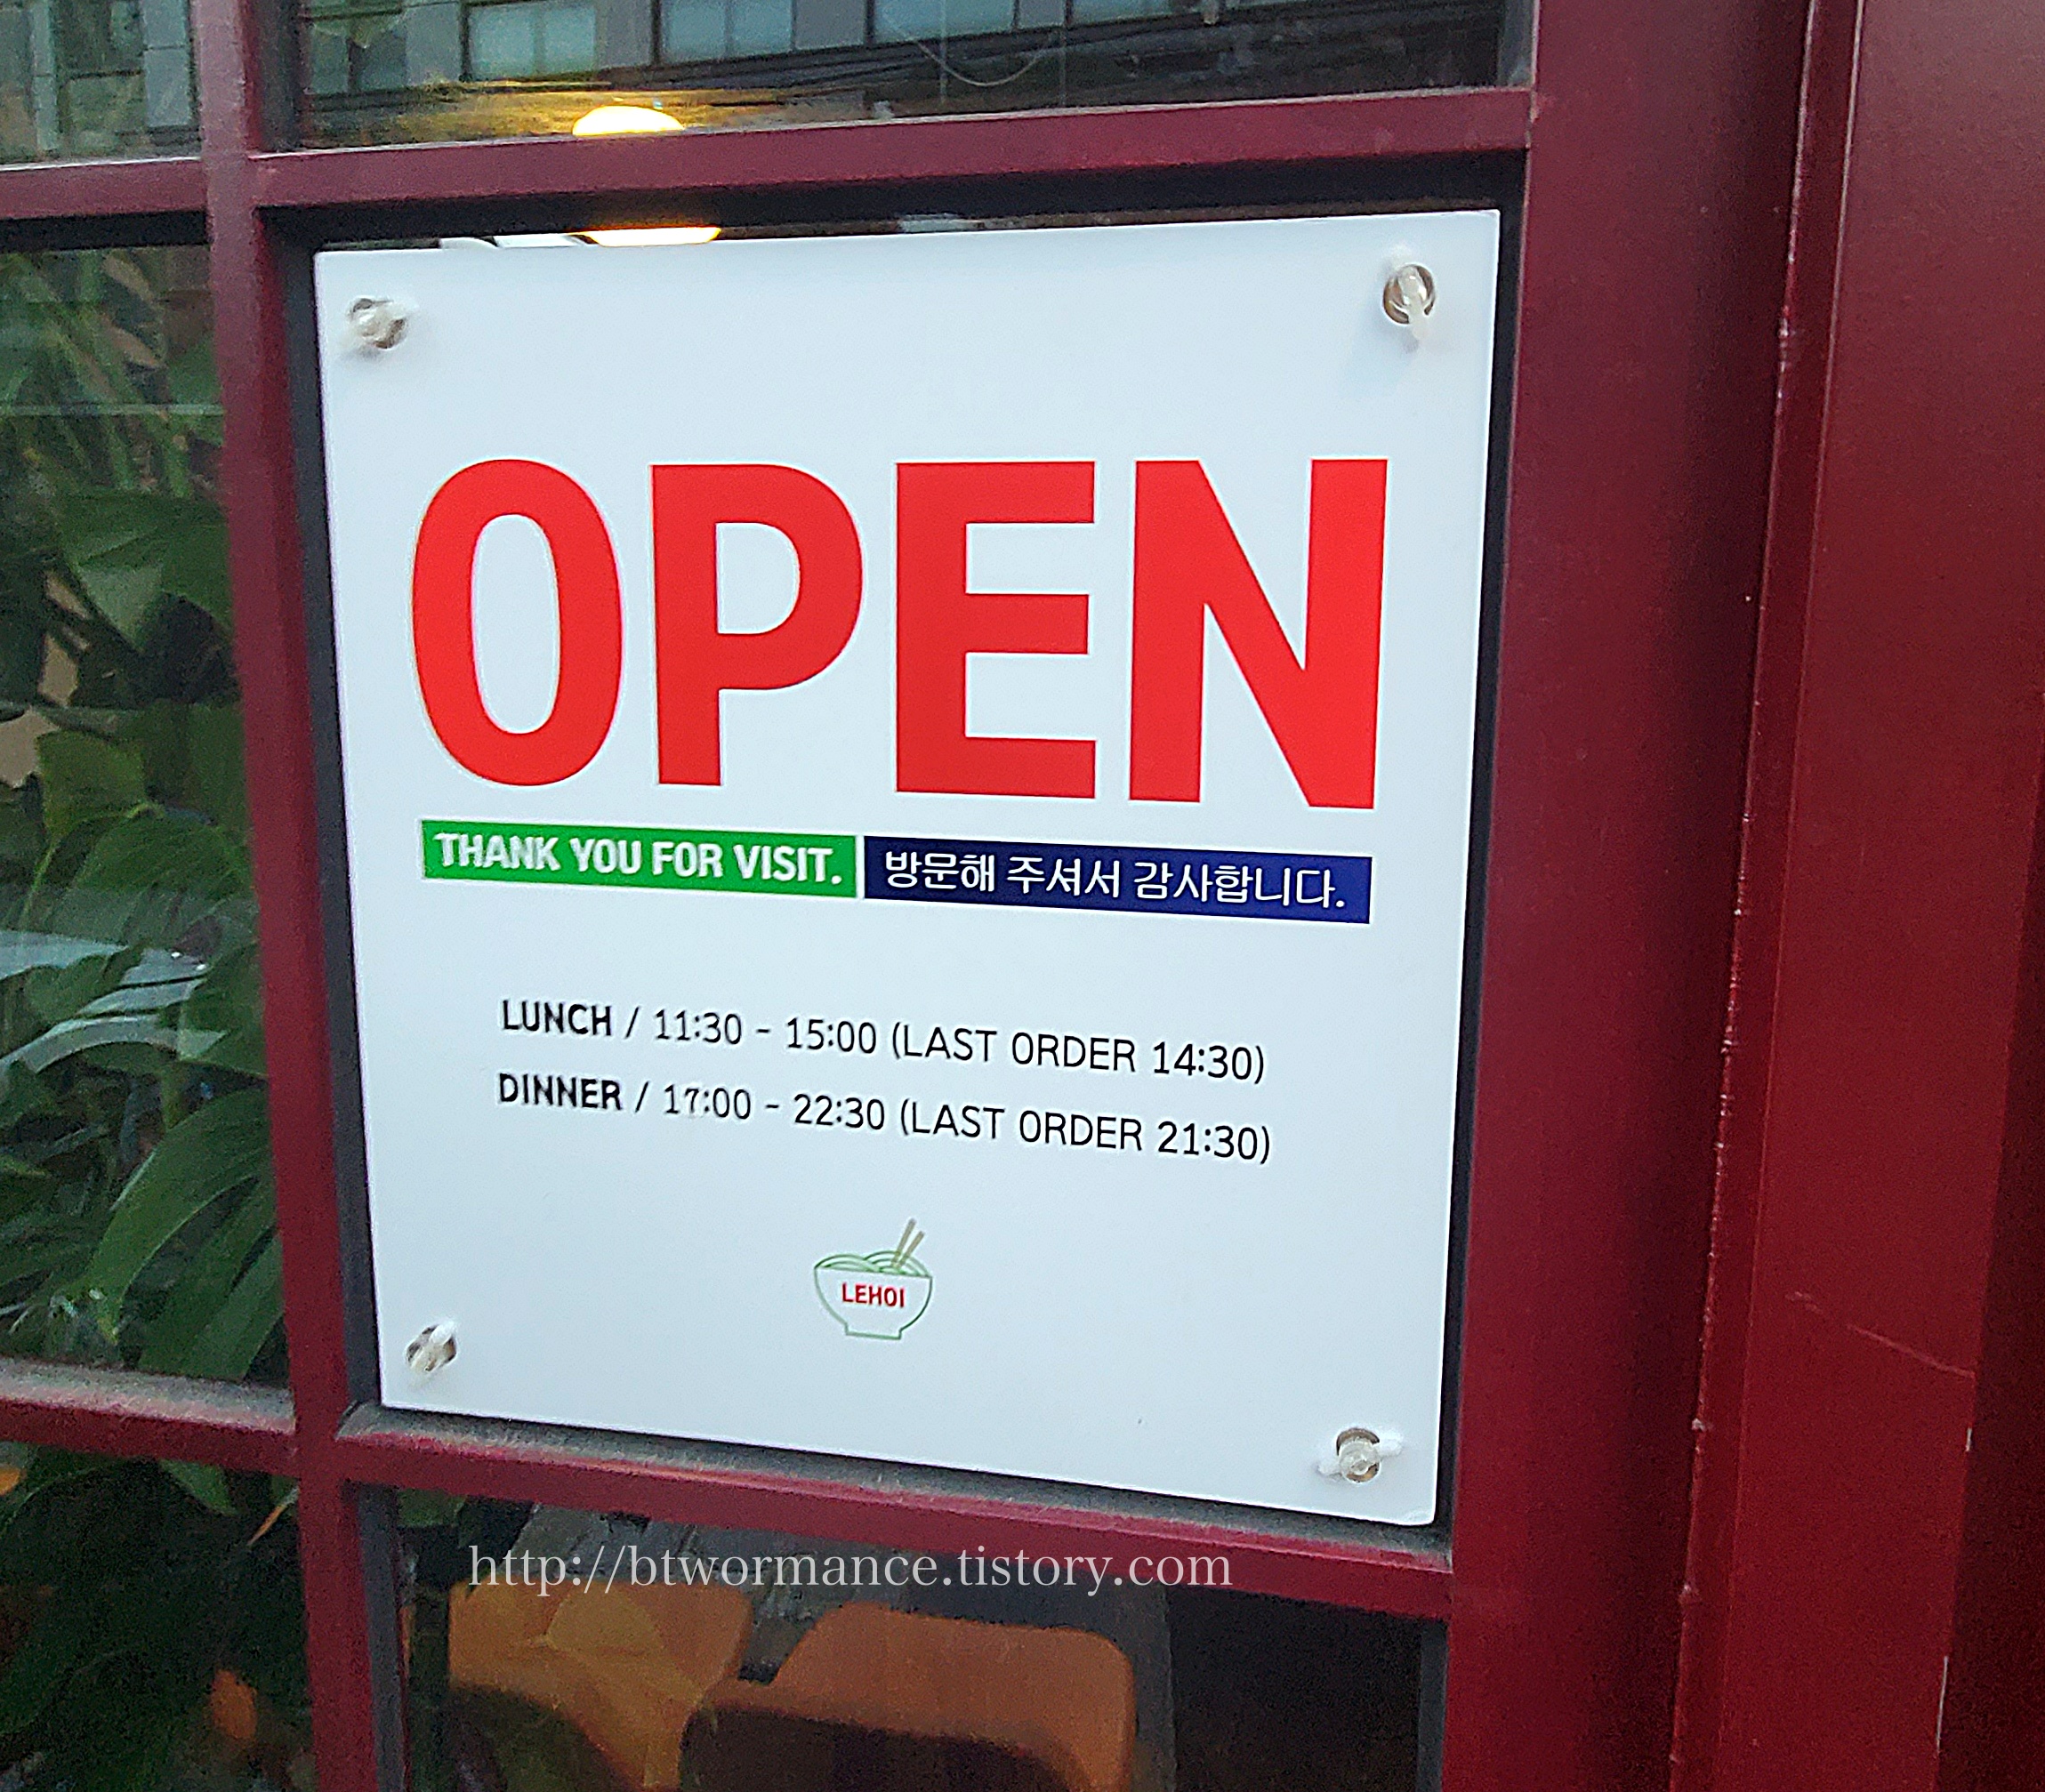 OPEN
THANK YOU FOR VISIT. 방문해 주셔서 감사합니다.
LUNCH / 11:30 - 15:00 (LAST ORDER 14:30)
DINNER / 17:00 - 22:30 (LAST ORDER 21:30)
LEHOI
http://btwormance.tistory.com